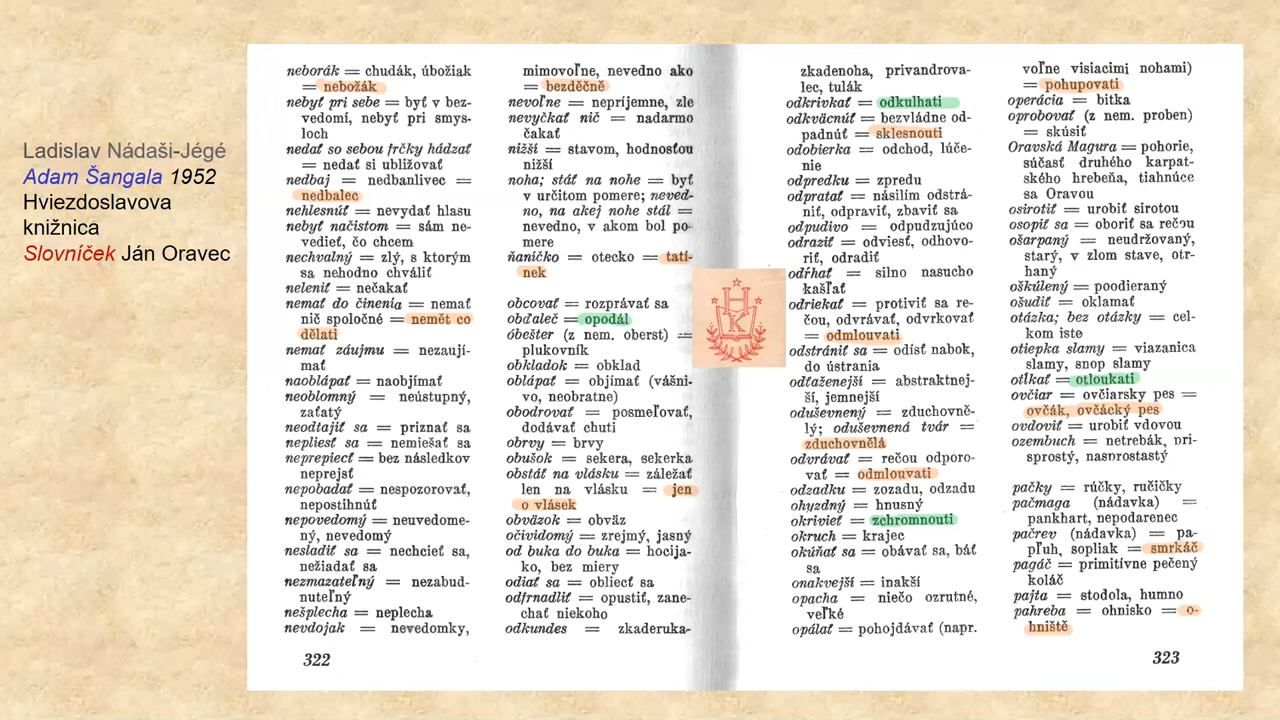 Ladislav Nádaši-Jégé
Adam Šangala 1952
Hviezdoslavova
knižnica
Slovníček Ján Oravec
neborák = chudák, úbožiak
= nebožák
nebyť pri sebe = byť v bez-
vedomí, nebyť pri smys-
loch
nedať so sebou frčky hádzať
= nedať si ubližovať
nedbaj = nedbanlivec =
nedbalec
nehlesnúť = nevydať hlasu
nebyť načistom = sám ne-
vedieť, čo chcem
nechvalný = zlý, s ktorým
sa nehodno chváliť
neleniť = nečakať
nemať do činenia = nemať
nič spoločné = nemět co
dělati
nemať záujmu = nezaují-
mať
naoblápať = naobjímať
neoblomný = neústupný,
zaťatý
neodtajiť sa = priznať sa
nepliesť sa = nemiešať sa
neprepiecť = bez následkov
neprejsť
nepobadať = nespozorovať,
nepostihnúť
nepovedomý = neuvedome-
ný, nevedomý
nesladiť sa = nechcieť sa,
nežiadať sa
nezmazateľný = nezabud-
nuteľný
nešplecha = neplecha
nevdojak = nevedomky,
322
mimovoľne, nevedno ako
= bezděčně
nevoľne = nepríjemne, zle
nevyčkať nič = nadarmo
čakať
nižší = stavom, hodnosťou
nižší
noha; stáť na nohe = byť
v určitom pomere; neved-
no, na akej nohe stál =
nevedno, v akom bol po-
mere
ňaničko = otecko = tatí-
nek
obcovať = rozprávať sa
obďaleč = opodál
óbešter (z nem. oberst) =
plukovník
obkladok = obklad
oblápať = objímať (vášni-
vo, neobratne)
obodrovať = posmeľovať,
dodávať chuti
obrvy = brvy
obušok = sekera, sekerka
obstáť na vlásku = záležať
len na vlásku = jen
o vlásek
obväzok = obväz
očividomý = zrejmý, jasný
od buka do buka = hocija-
ko, bez miery
odiať sa = obliecť sa
odfrnadliť = opustiť, zane-
chať niekoho
odkundes = zkaderuka-
zkadenoha, privandrova-
lec, tulák
odkrivkať = odkulhati
odkväcnúť = bezvládne od-
padnúť = sklesnouti
odobierka = odchod, lúče-
nie
odpredku = zpredu
odpratať = násilím odstrá-
niť, odpraviť, zbaviť sa
odpudivo = odpudzujúco
odraziť = odviesť, odhovo-
riť, odradiť
odŕhať = silno nasucho
kašľať
odriekať = protiviť sa re-
čou, odvrávať, odvrkovať
= odmlouvati
odstrániť sa = odísť nabok,
do ústrania
odťaženejší = abstraktnej-
ší, jemnejší
oduševnený = zduchovně-
lý; oduševnená tvár =
zduchovnělá
odvrávať = rečou odporo-
vať = odmlouvati
odzadku = zozadu, odzadu
ohyzdný = hnusný
okrivieť = zchromnouti
okruch = krajec
okúňať sa = obávať sa, báť
sa
onakvejší = inakší
opacha = niečo ozrutné,
veľké
opálať = pohojdávať (napr.
voľne visiacimi nohami)
= pohupovati
operácia = bitka
oprobovať (z nem. proben)
= skúsiť
Oravská Magura = pohorie,
súčasť druhého karpat-
ského hrebeňa, tiahnúce
sa Oravou
osirotiť = urobiť sirotou
osopiť sa = oboriť sa rečou
ošarpaný = neudržovaný,
starý, v zlom stave, otr-
haný
oškúlený = poodieraný
ošudiť = oklamať
otázka; bez otázky = cel-
kom iste
otiepka slamy = viazanica
slamy, snop slamy
otĺkať = otloukati
ovčiar = ovčiarsky pes =
ovčák, ovčácký pes
ovdoviť = urobiť vdovou
ozembuch = netrebák, pri-
sprostý, nasprostastý
pačky = rúčky, ručičky
pačmaga (nádavka) =
pankhart, nepodarenec
pačrev (nádavka) = pa-
pľuh, sopliak = smrkáč
pagáč = primitívne pečený
koláč
pajta = stodola, humno
pahreba = ohnisko = o-
hniště
323
HK